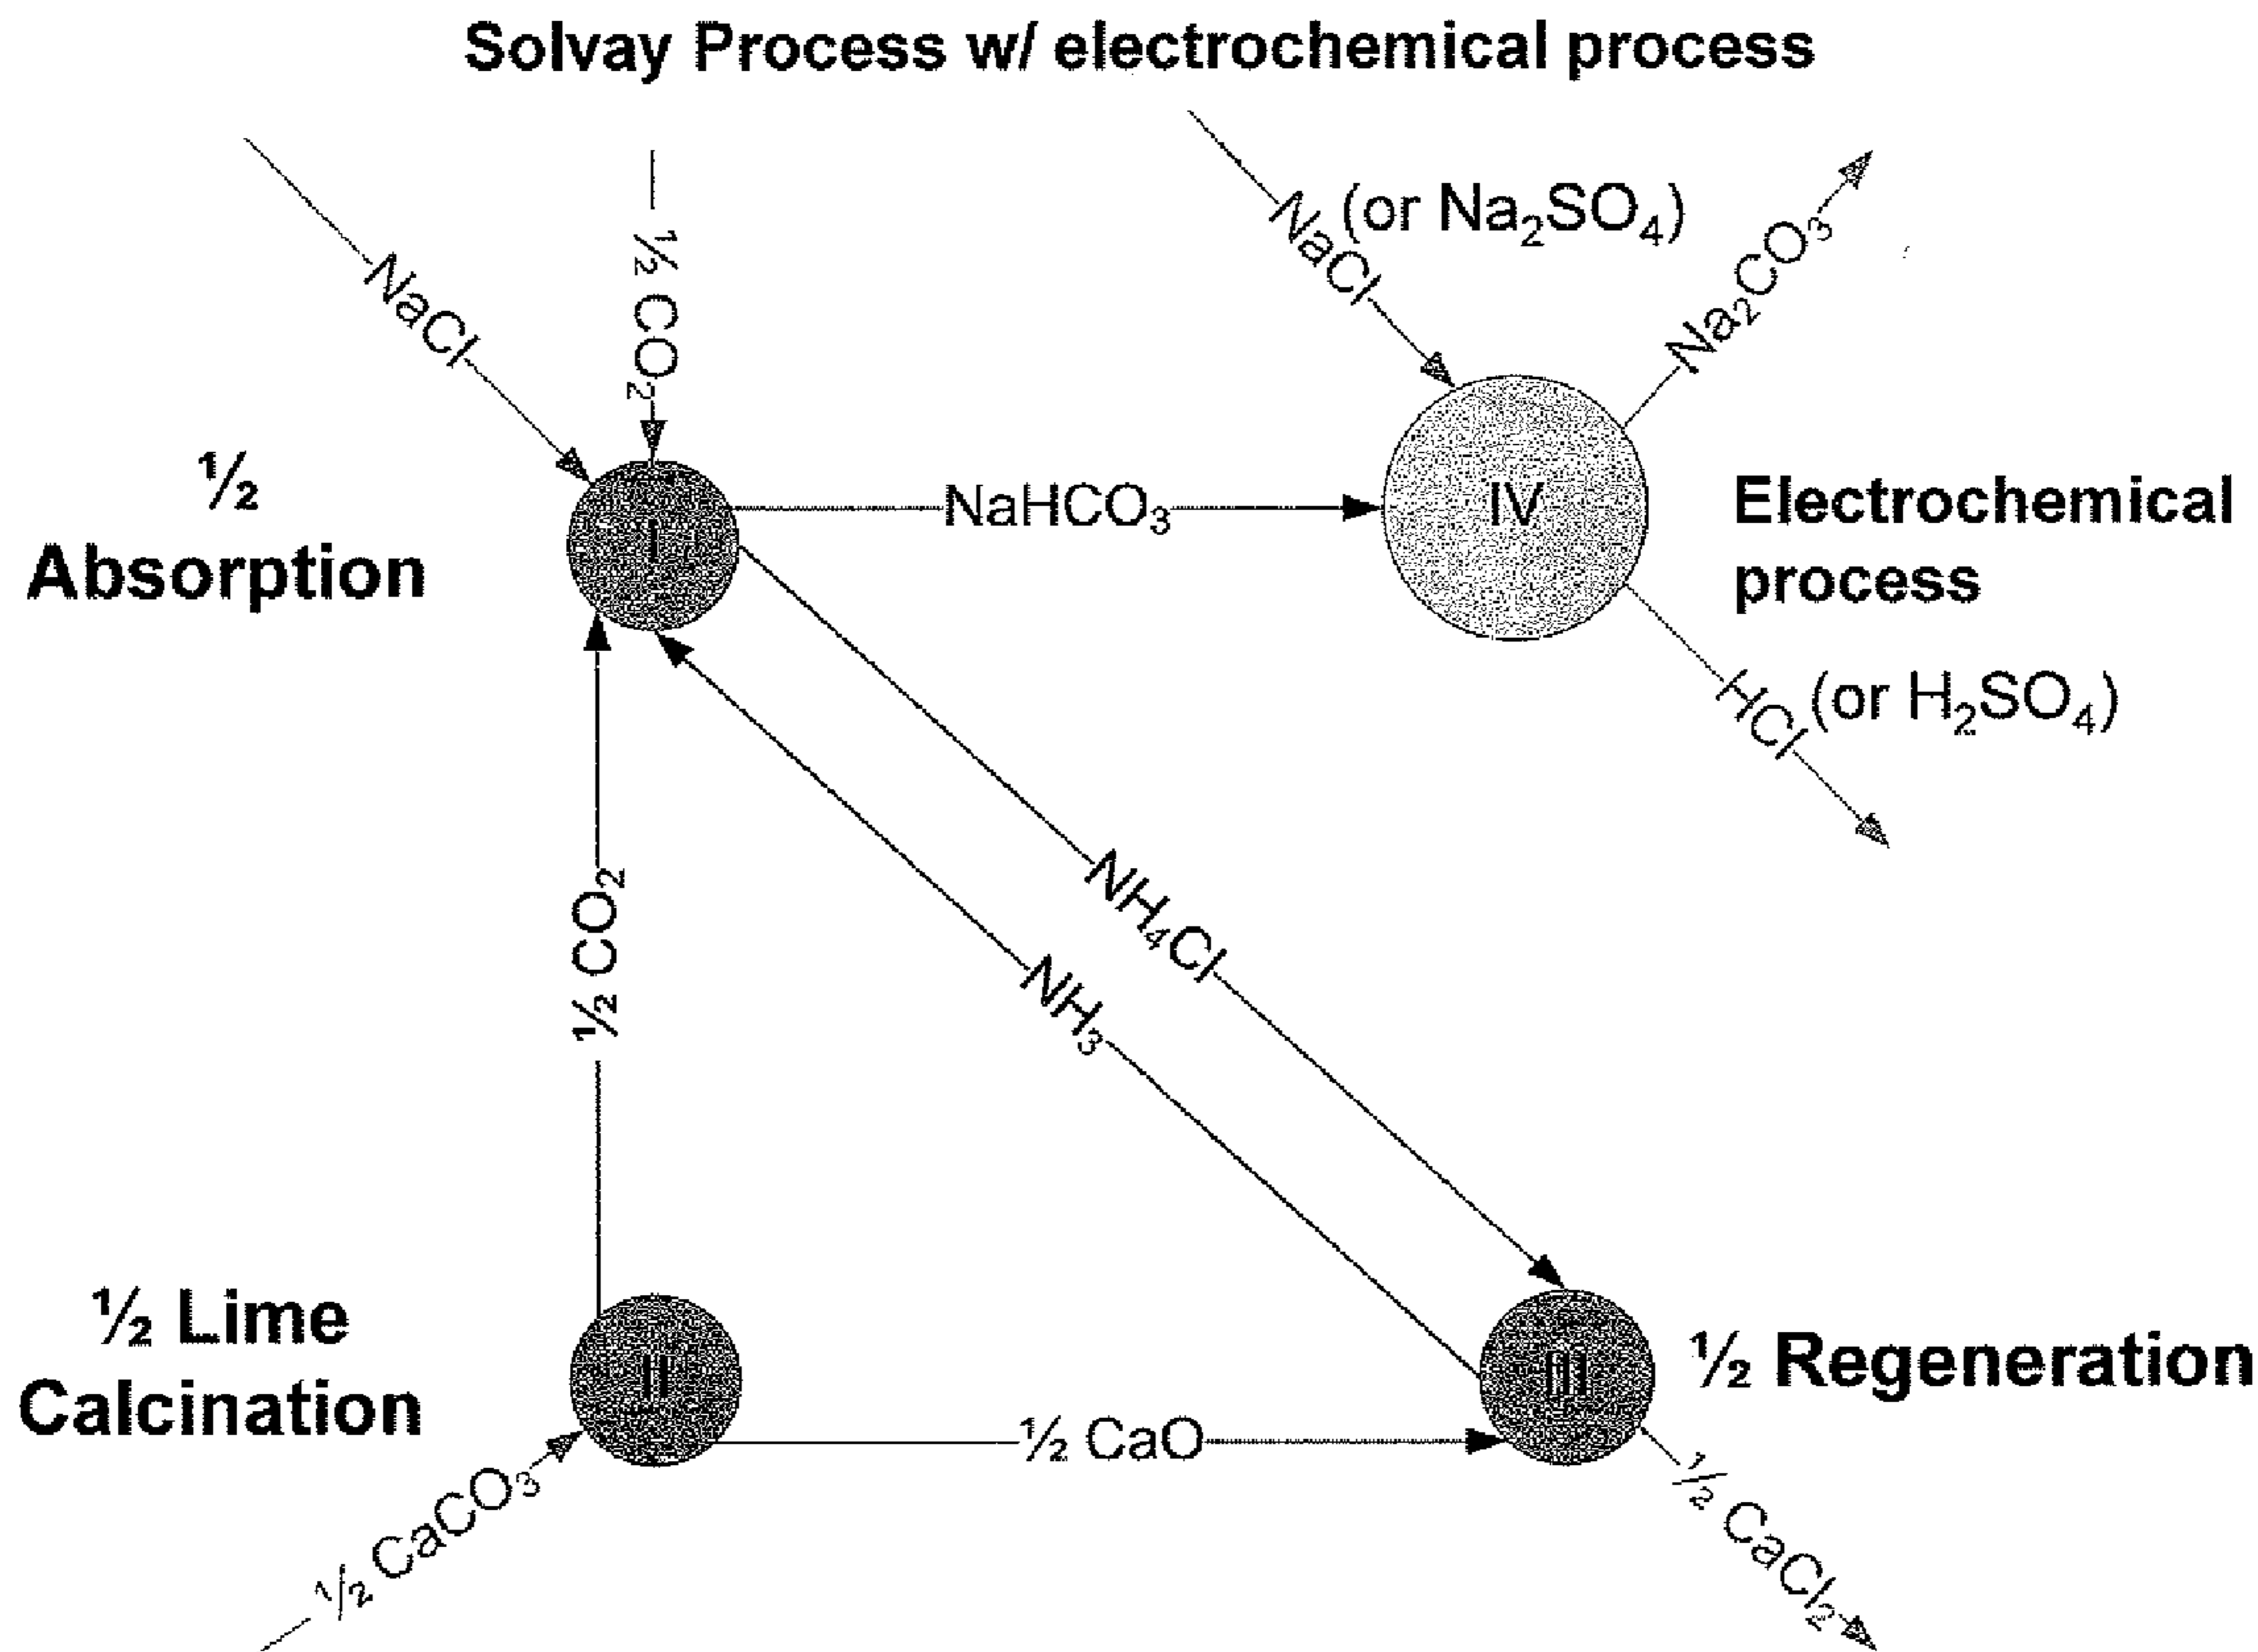 Solvay Process w/ electrochemical process
NaCl
½ CO₂
NaCl
(or Na₂SO₄)
Na₂CO₃
½
Absorption
I
NaHCO₃
IV
Electrochemical
process
HCl
(or H₂SO₄)
½ CO₂
NH₄Cl
NH₃
½ Lime
Calcination
II
½ CaO
III
½ Regeneration
½ CaCO₃
½ CaCl₂